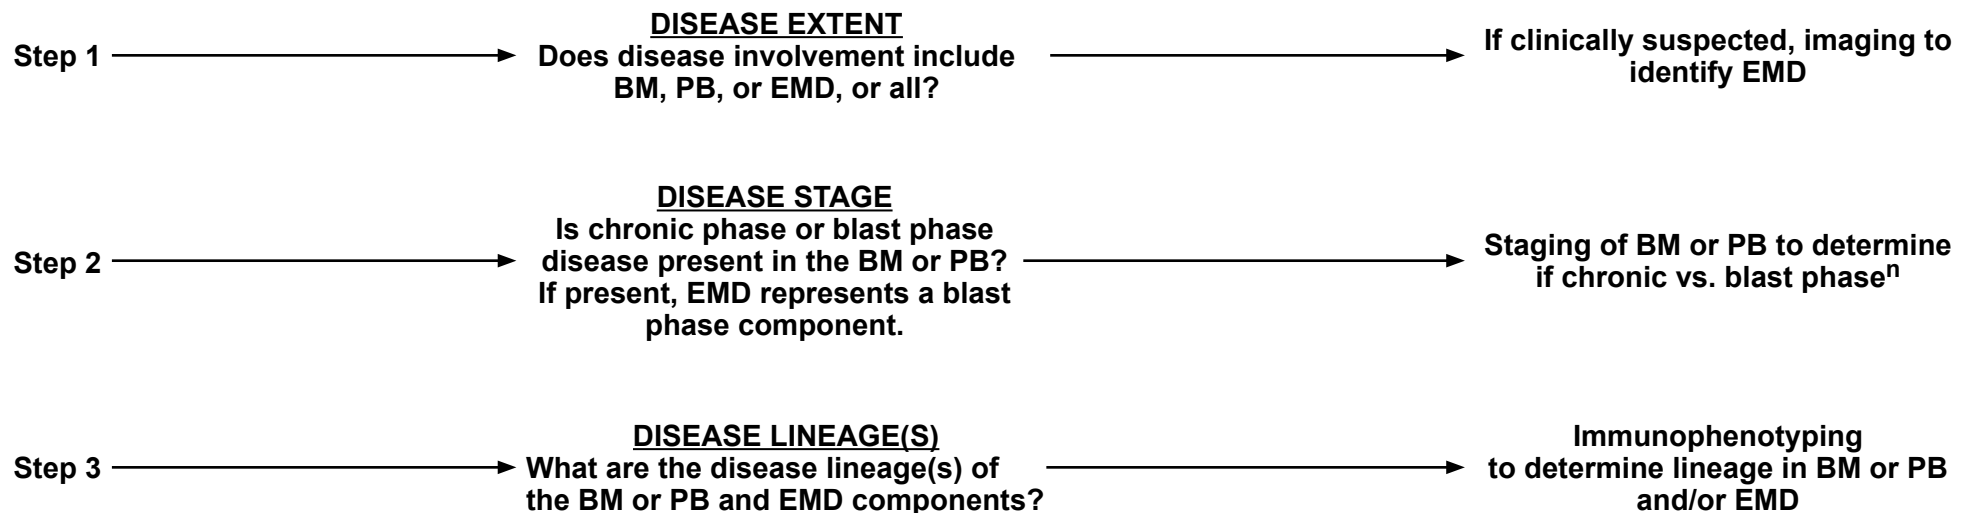 Step 1
DISEASE EXTENT
Does disease involvement include
BM, PB, or EMD, or all?
If clinically suspected, imaging to
identify EMD
Step 2
DISEASE STAGE
Is chronic phase or blast phase
disease present in the BM or PB?
If present, EMD represents a blast
phase component.
Staging of BM or PB to determine
if chronic vs. blast phaseⁿ
Step 3
DISEASE LINEAGE(S)
What are the disease lineage(s) of
the BM or PB and EMD components?
Immunophenotyping
to determine lineage in BM or PB
and/or EMD